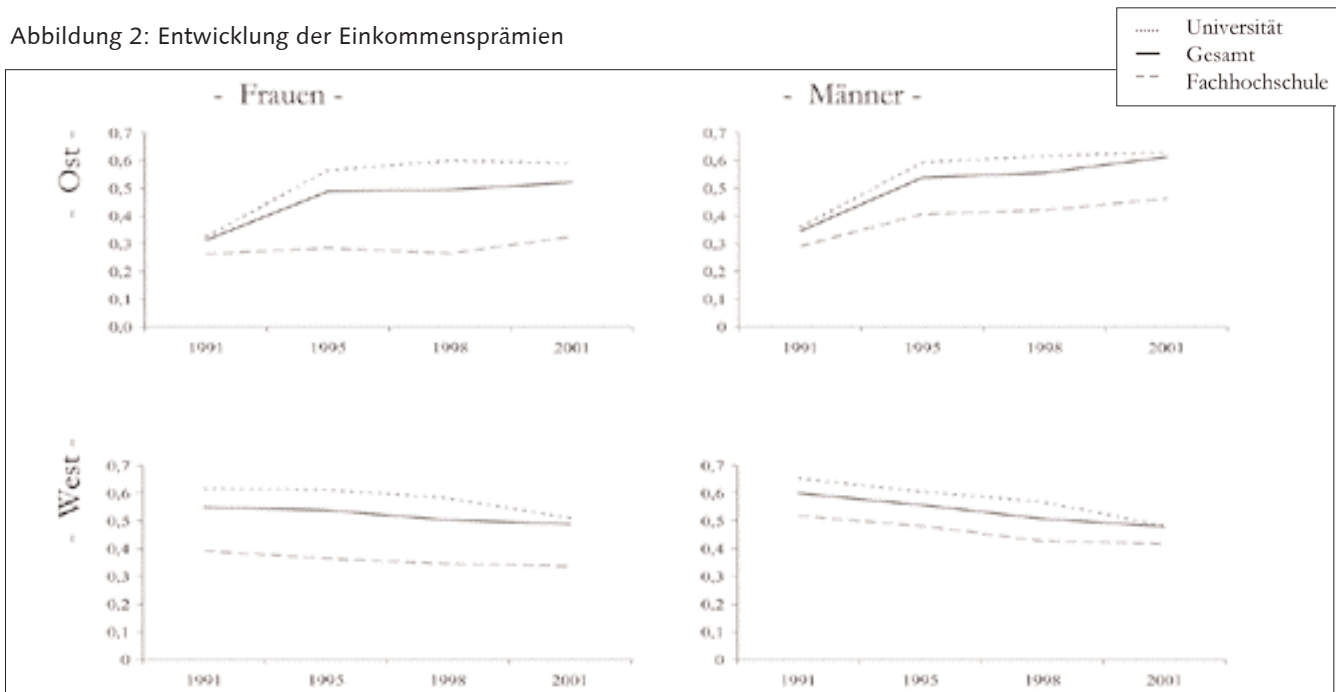 Abbildung 2: Entwicklung der Einkommensprämien
Universität
Gesamt
Fachhochschule
- Frauen -
- Männer -
- Ost -
0,7
0,6
0,5
0,4
0,3
0,2
0,1
0,0
1991 1995 1998 2001
0,7
0,6
0,5
0,4
0,3
0,2
0,1
0
1991 1995 1998 2001
- West -
0,7
0,6
0,5
0,4
0,3
0,2
0,1
0
1991 1995 1998 2001
0,7
0,6
0,5
0,4
0,3
0,2
0,1
0
1991 1995 1998 2001